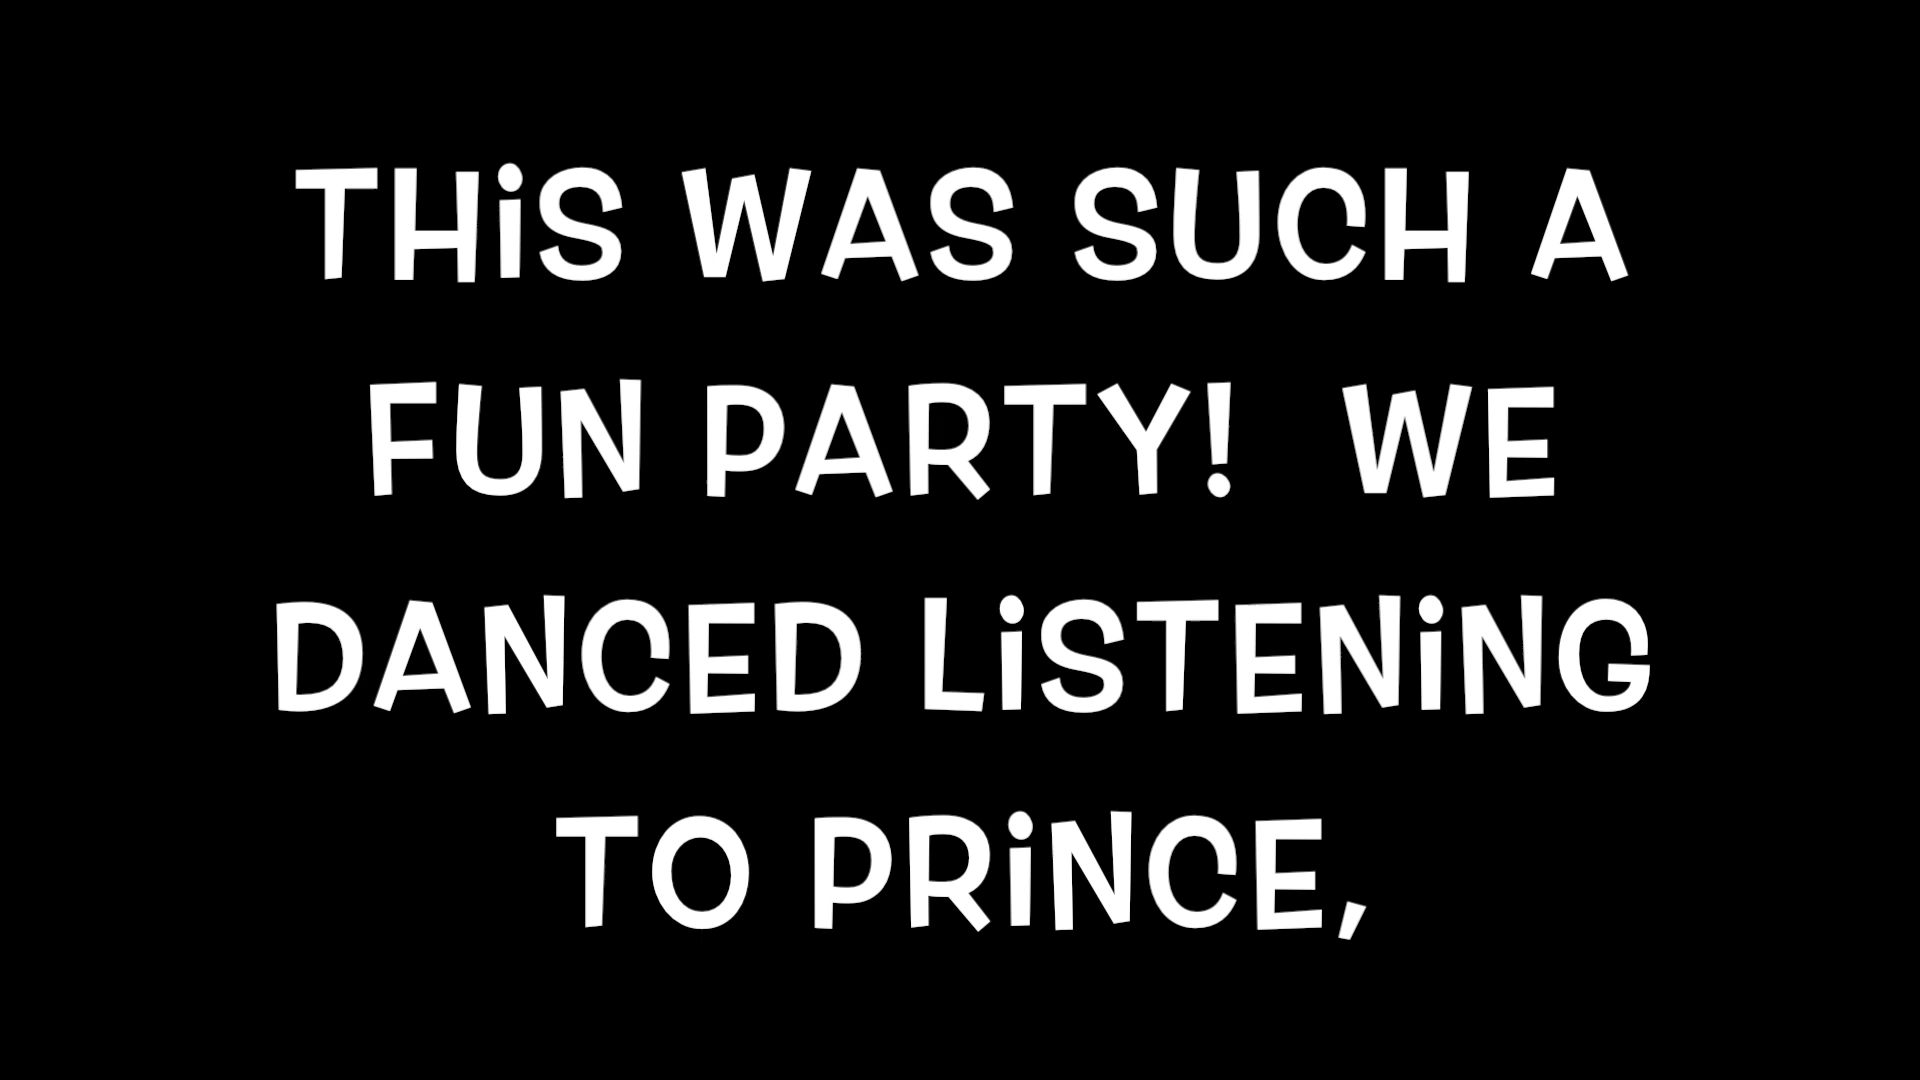 THiS WAS SUCH A
FUN PARTY!  WE
DANCED LiSTENiNG
TO PRiNCE,